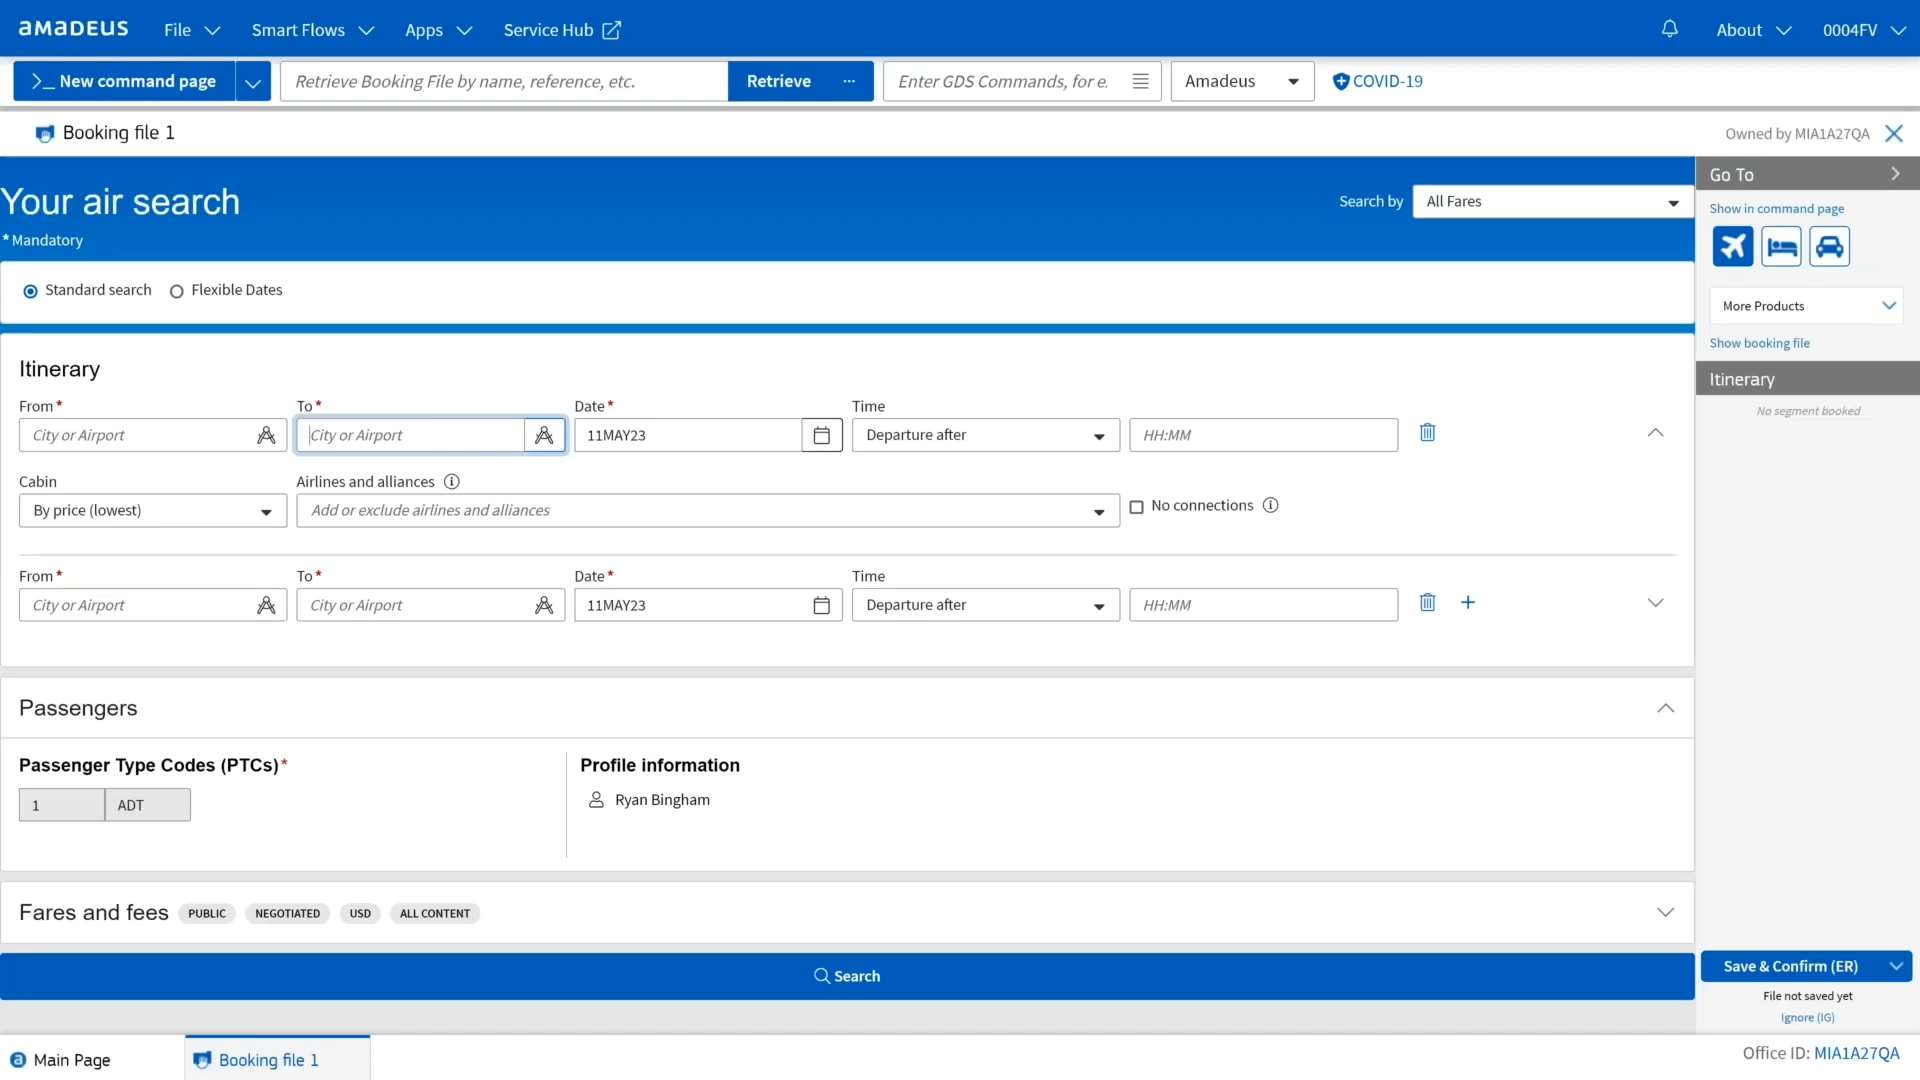 amadeus File Smart Flows Apps Service Hub About 0004FV
>_ New command page Retrieve Booking File by name, reference, etc. Retrieve ... Enter GDS Commands, for e. Amadeus COVID-19
Booking file 1 Owned by MIA1A27QA
Your air search
Search by All Fares
* Mandatory
Standard search Flexible Dates
Itinerary
From * To * Date * Time
City or Airport City or Airport 11MAY23 Departure after HH:MM
Cabin Airlines and alliances
By price (lowest) Add or exclude airlines and alliances No connections
From * To * Date * Time
City or Airport City or Airport 11MAY23 Departure after HH:MM +
Passengers
Passenger Type Codes (PTCs)* Profile information
1 ADT Ryan Bingham
Fares and fees PUBLIC NEGOTIATED USD ALL CONTENT
Search
Go To
Show in command page
More Products
Show booking file
Itinerary
No segment booked
Save & Confirm (ER)
File not saved yet
Ignore (IG)
Main Page Booking file 1 Office ID: MIA1A27QA